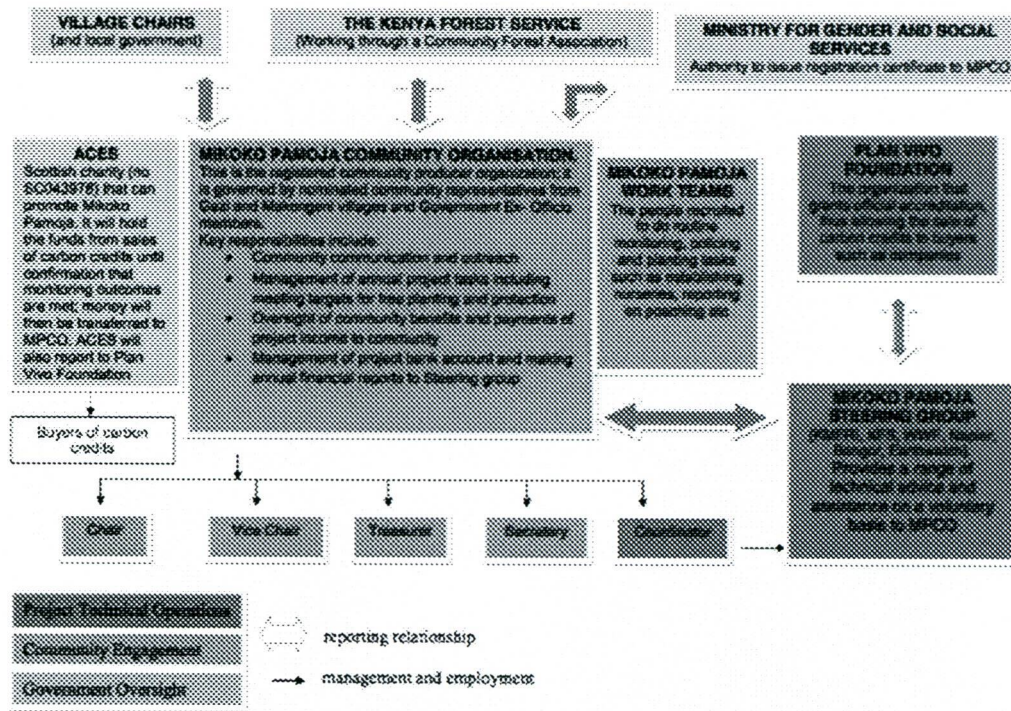 VILLAGE CHAIRS
(and local government)
THE KENYA FOREST SERVICE
(Working through a Community Forest Association)
MINISTRY FOR GENDER AND SOCIAL
SERVICES
Authority to issue registration certificate to MPCO
ACES
Scottish charity (no
SC043978) that can
promote Mikoko
Pamoja. It will hold
the funds from sales
of carbon credits until
confirmation that
monitoring outcomes
are met; money will
then be transferred to
MPCO. ACES will
also report to Plan
Vivo Foundation
Buyers of carbon
credits
MIKOKO PAMOJA COMMUNITY ORGANISATION.
This is the registered community producer organization; it
is governed by nominated community representatives from
Gazi and Makongeni villages and Government Ex- Officio
members.
Key responsibilities include:
Community communication and outreach
Management of annual project tasks including
meeting targets for tree planting and protection
Oversight of community benefits and payments of
project income to community
Management of project bank account and making
annual financial reports to Steering group
MIKOKO PAMOJA
WORK TEAMS
The people recruited
to do routine
monitoring, policing
and planting tasks
such as establishing
nurseries, reporting
on poaching etc
PLAN VIVO
FOUNDATION
The organisation that
grants official accreditation,
thus allowing the sale of
carbon credits to buyers
such as companies
MIKOKO PAMOJA
STEERING GROUP
(KMFRI, KFS, WWF, Napier,
Bangor, Earthwatch)
Provides a range of
technical advice and
assistance on a voluntary
basis to MPCO
Chair
Vice Chair
Treasurer
Secretary
Coordinator
Project Technical Operations
Community Engagement
Government Oversight
reporting relationship
management and employment